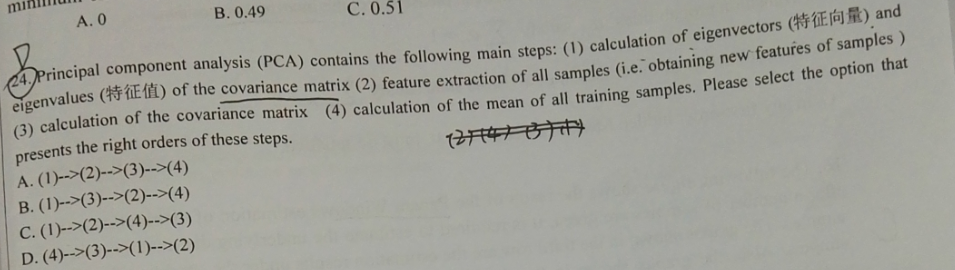 A. 0 B. 0.49 C. 0.51
24. Principal component analysis (PCA) contains the following main steps: (1) calculation of eigenvectors (特征向量) and
eigenvalues (特征值) of the covariance matrix (2) feature extraction of all samples (i.e. obtaining new features of samples )
(3) calculation of the covariance matrix (4) calculation of the mean of all training samples. Please select the option that
presents the right orders of these steps.
(2)(4) (3)(1)
A. (1)-->(2)-->(3)-->(4)
B. (1)-->(3)-->(2)-->(4)
C. (1)-->(2)-->(4)-->(3)
D. (4)-->(3)-->(1)-->(2)